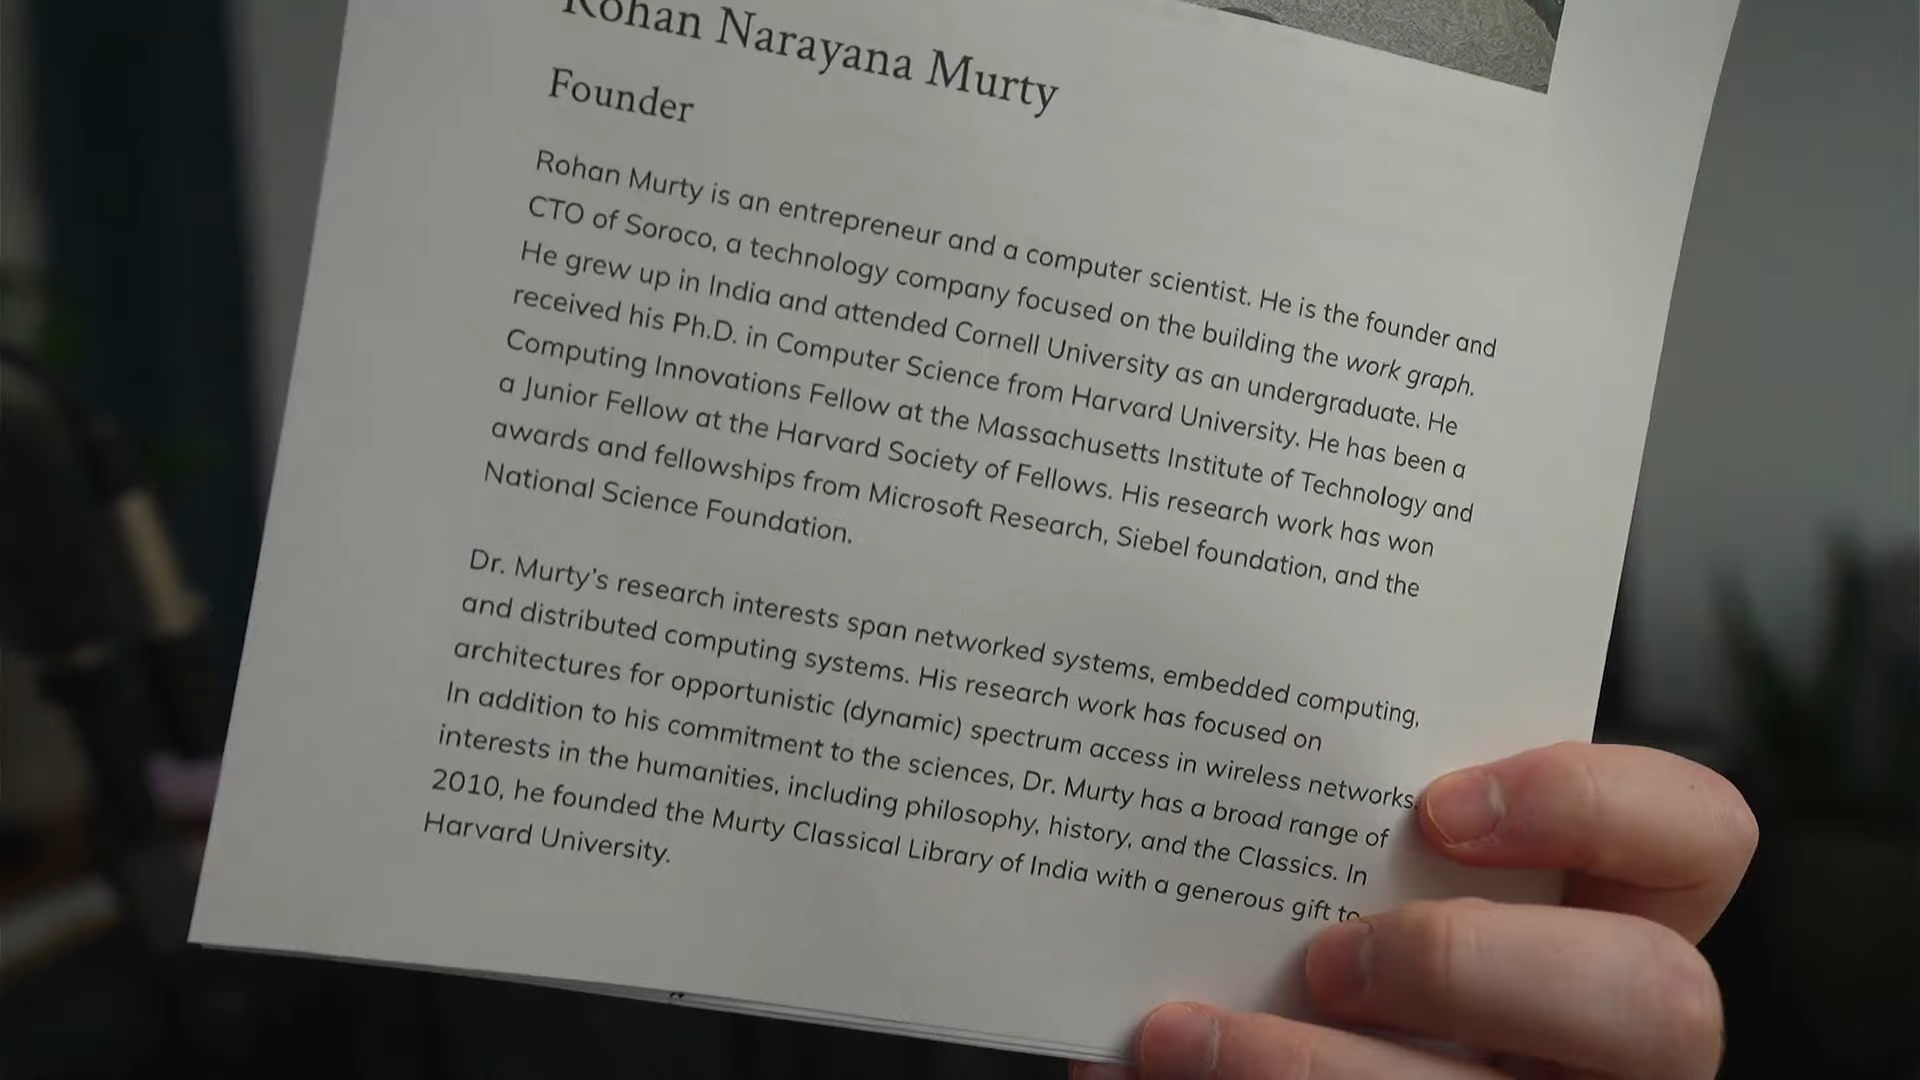 Rohan Narayana Murty
Founder
Rohan Murty is an entrepreneur and a computer scientist. He is the founder and
CTO of Soroco, a technology company focused on the building the work graph.
He grew up in India and attended Cornell University as an undergraduate. He
received his Ph.D. in Computer Science from Harvard University. He has been a
Computing Innovations Fellow at the Massachusetts Institute of Technology and
a Junior Fellow at the Harvard Society of Fellows. His research work has won
awards and fellowships from Microsoft Research, Siebel foundation, and the
National Science Foundation.
Dr. Murty's research interests span networked systems, embedded computing,
and distributed computing systems. His research work has focused on
architectures for opportunistic (dynamic) spectrum access in wireless networks.
In addition to his commitment to the sciences, Dr. Murty has a broad range of
interests in the humanities, including philosophy, history, and the Classics. In
2010, he founded the Murty Classical Library of India with a generous gift to
Harvard University.